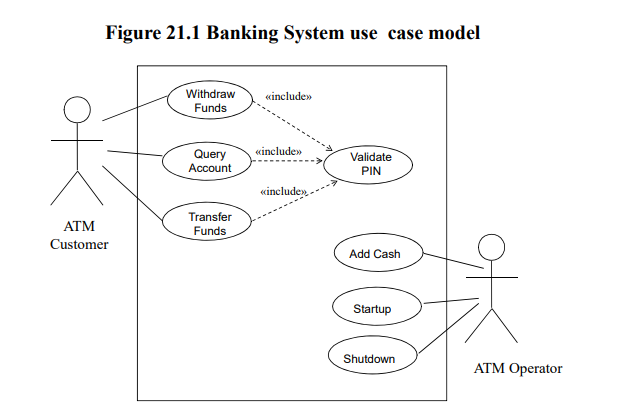 Figure 21.1 Banking System use case model
Withdraw
Funds
«include»
Query
Account
«include»
Validate
PIN
«include»
Transfer
Funds
ATM
Customer
Add Cash
Startup
Shutdown
ATM Operator